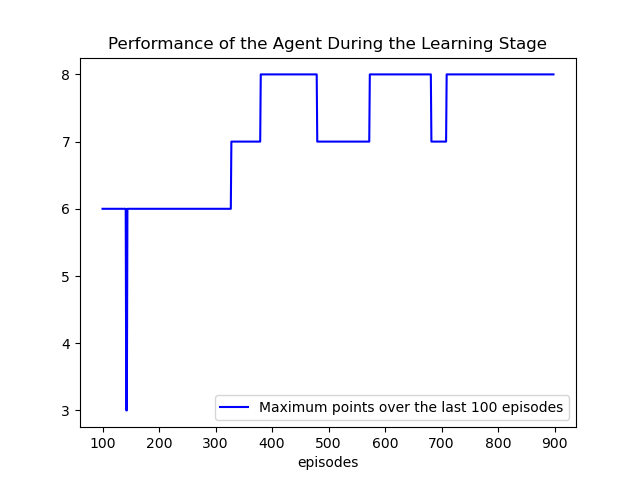 Performance of the Agent During the Learning Stage
8
7
6
5
4
3
Maximum points over the last 100 episodes
100 200 300 400 500 600 700 800 900
episodes